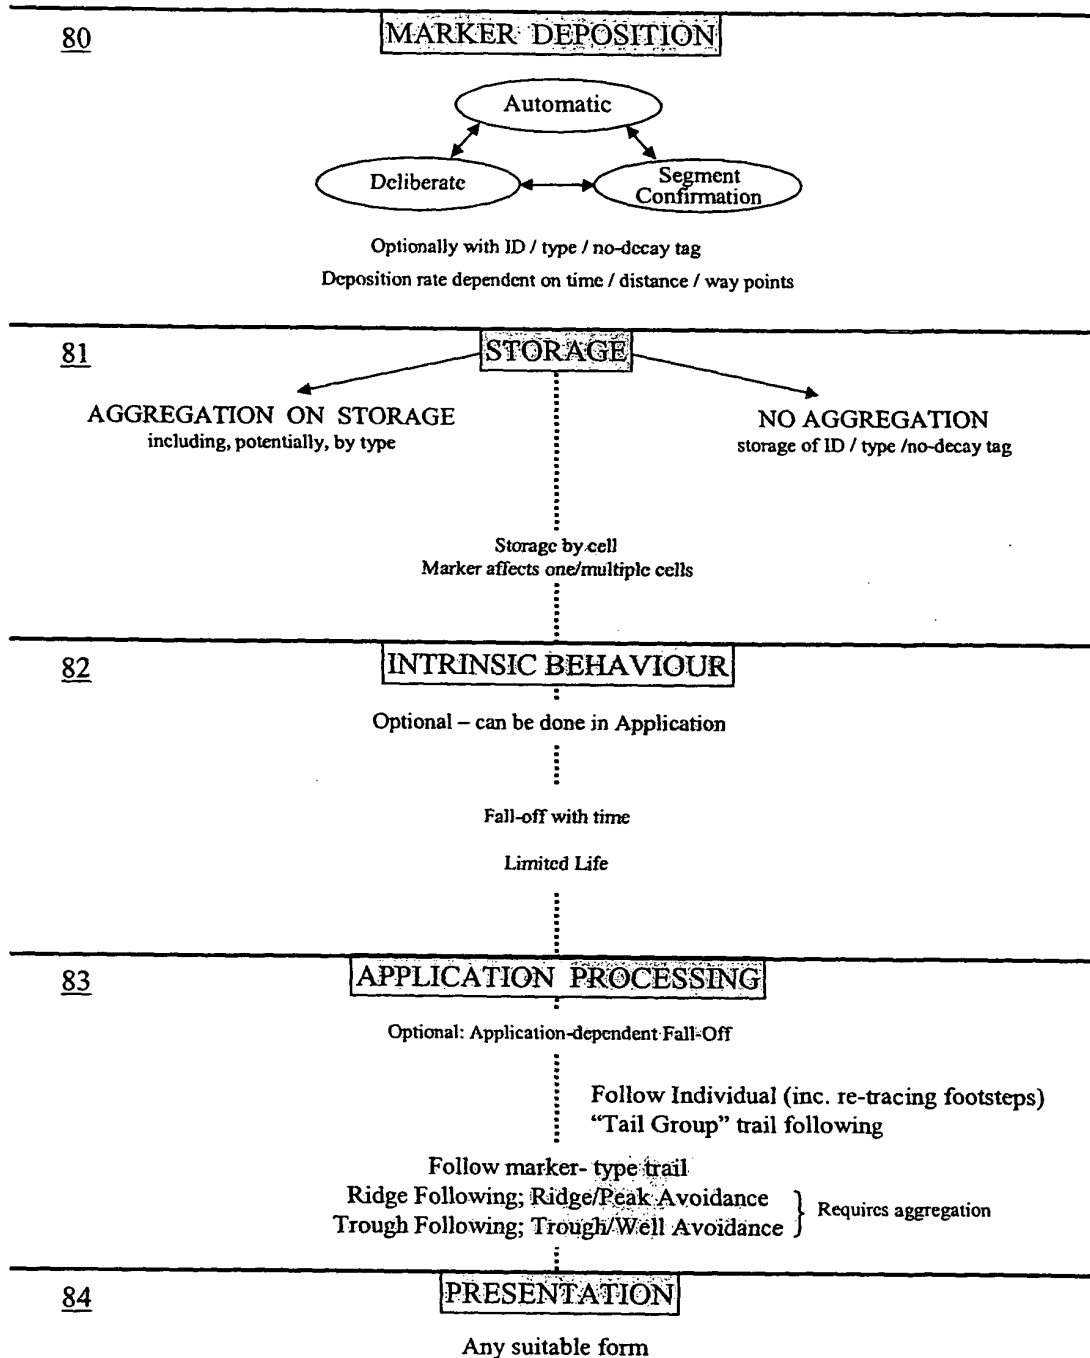 80
MARKER DEPOSITION
Automatic
Deliberate
Segment
Confirmation
Optionally with ID / type / no-decay tag
Deposition rate dependent on time / distance / way points
81
STORAGE
AGGREGATION ON STORAGE
including, potentially, by type
NO AGGREGATION
storage of ID / type /no-decay tag
Storage by cell
Marker affects one/multiple cells
82
INTRINSIC BEHAVIOUR
Optional – can be done in Application
Fall-off with time
Limited Life
83
APPLICATION PROCESSING
Optional: Application-dependent Fall-Off
Follow Individual (inc. re-tracing footsteps)
“Tail Group” trail following
Follow marker- type trail
Ridge Following; Ridge/Peak Avoidance
Trough Following; Trough/Well Avoidance
Requires aggregation
84
PRESENTATION
Any suitable form